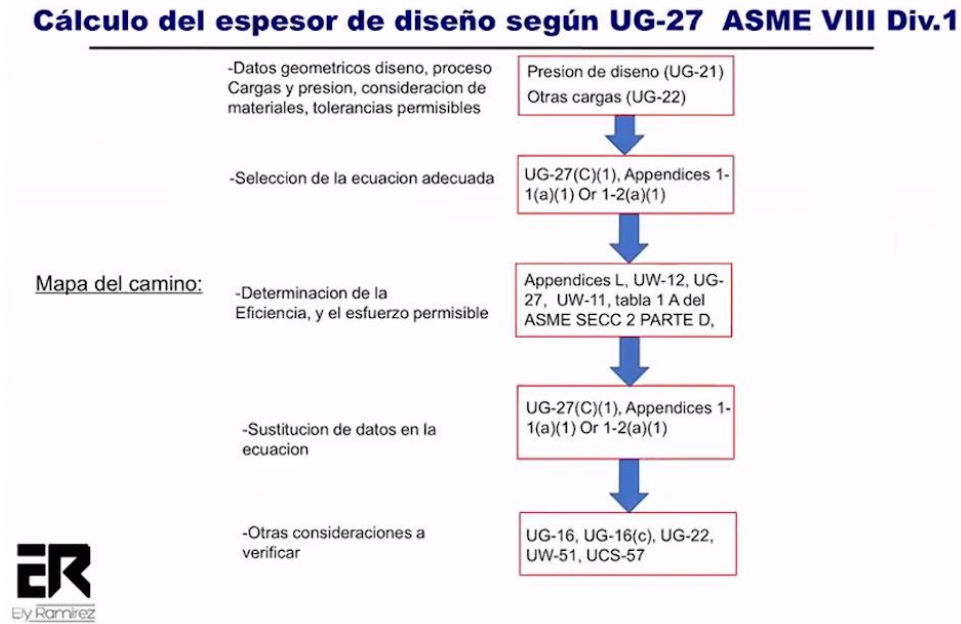 Cálculo del espesor de diseño según UG-27 ASME VIII Div.1
-Datos geometricos diseno, proceso
Cargas y presion, consideracion de
materiales, tolerancias permisibles
Presion de diseno (UG-21)
Otras cargas (UG-22)
-Seleccion de la ecuacion adecuada
UG-27(C)(1), Appendices 1-
1(a)(1) Or 1-2(a)(1)
Mapa del camino:
-Determinacion de la
Eficiencia, y el esfuerzo permisible
Appendices L, UW-12, UG-
27, UW-11, tabla 1 A del
ASME SECC 2 PARTE D,
-Sustitucion de datos en la
ecuacion
UG-27(C)(1), Appendices 1-
1(a)(1) Or 1-2(a)(1)
-Otras consideraciones a
verificar
UG-16, UG-16(c), UG-22,
UW-51, UCS-57
ER
Ely Ramirez